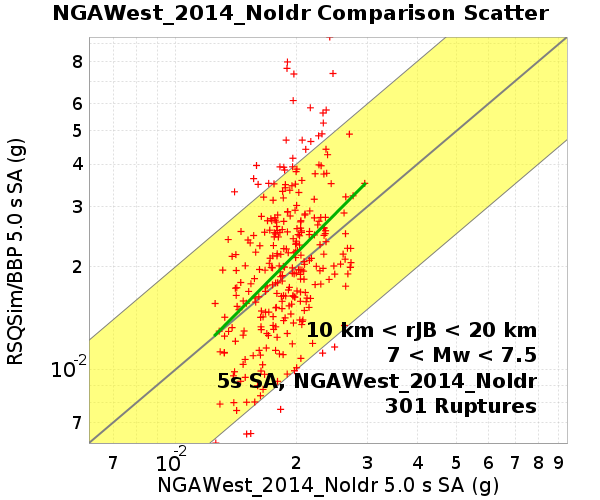 NGAWest_2014_NoIdr Comparison Scatter
RSQSim/BBP 5.0 s SA (g)
8
6
5
4
3
2
10-2
7
10 km < rJB < 20 km
7 < Mw < 7.5
5s SA, NGAWest_2014_NoIdr
301 Ruptures
7 10-2 2 3 4 5 6 7 8 9
NGAWest_2014_NoIdr 5.0 s SA (g)